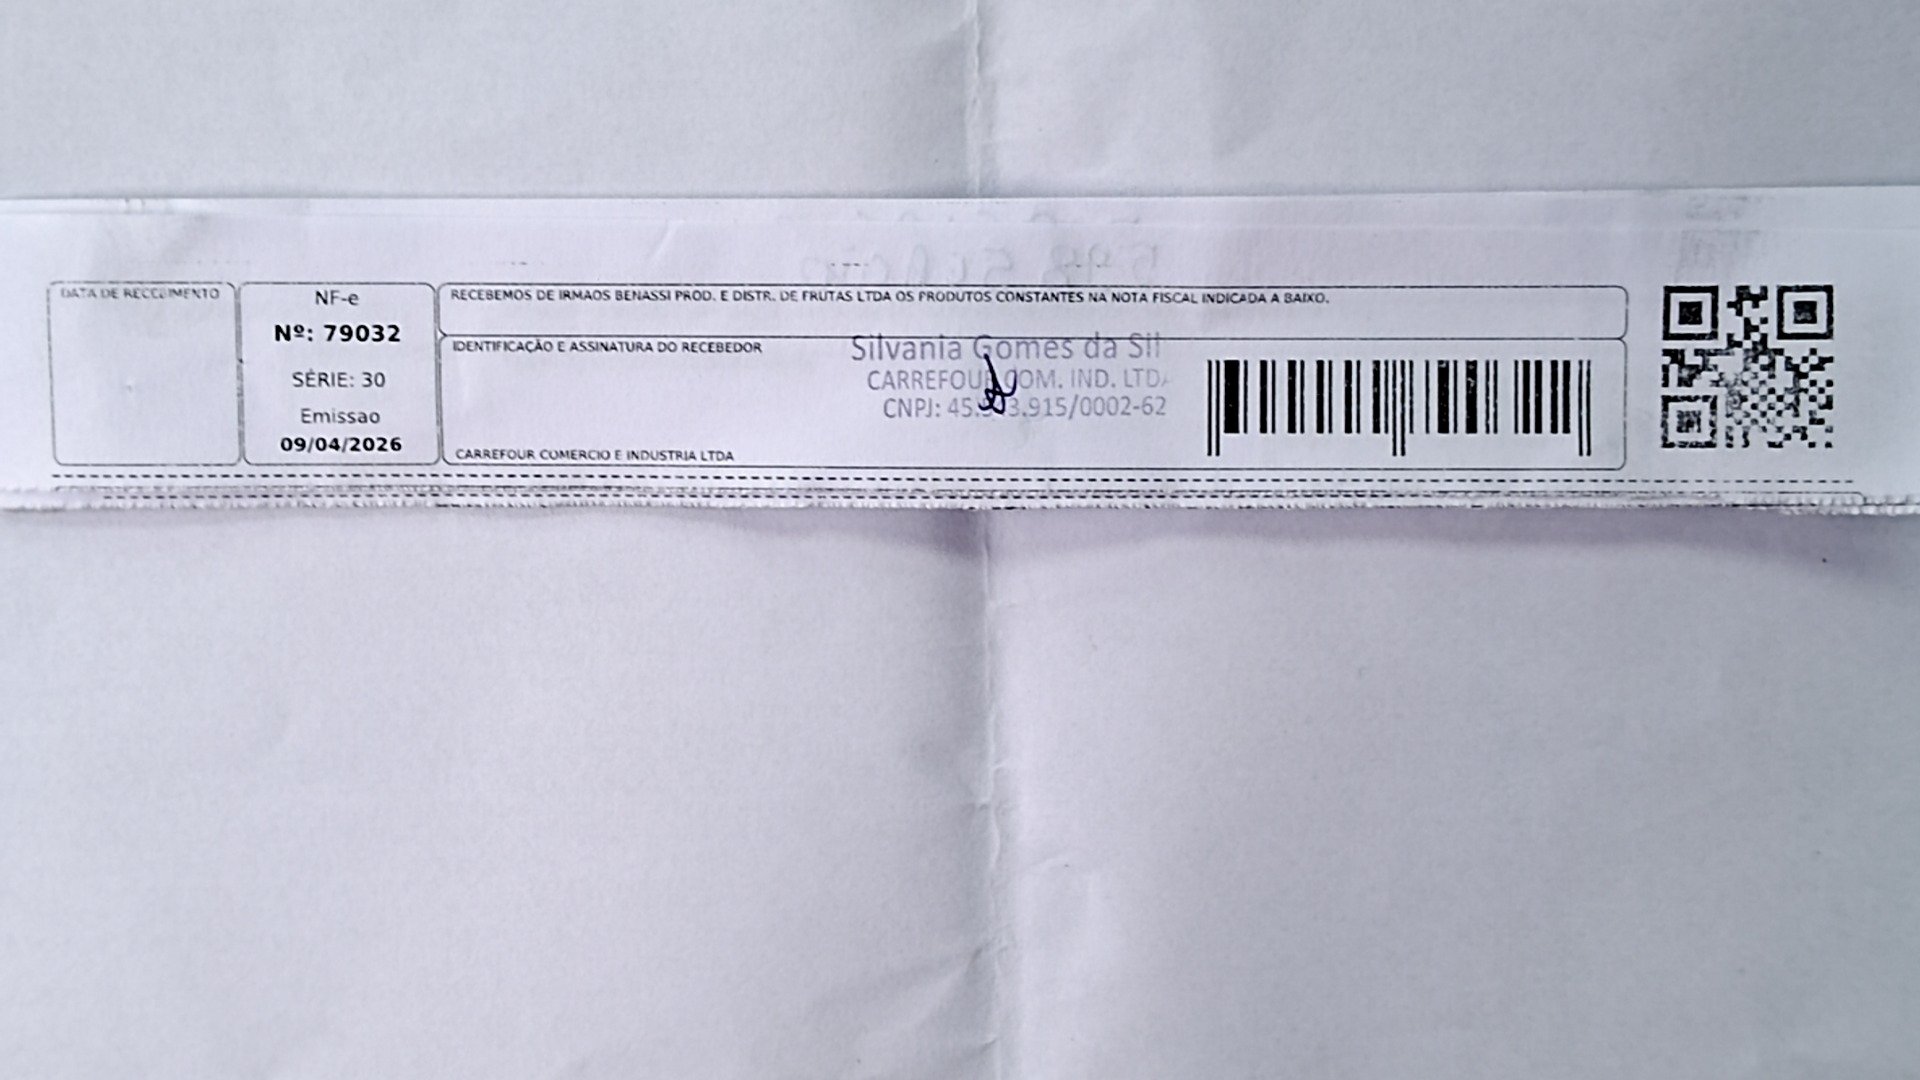 DATA DE RECEBIMENTO
NF-e
Nº: 79032
SÉRIE: 30
Emissao
09/04/2026
RECEBEMOS DE IRMAOS BENASSI PROD. E DISTR. DE FRUTAS LTDA OS PRODUTOS CONSTANTES NA NOTA FISCAL INDICADA A BAIXO.
IDENTIFICAÇÃO E ASSINATURA DO RECEBEDOR
Silvania Gomes da Sil
CARREFOUR COM. IND. LTDA
CNPJ: 45. 3.915/0002-62
CARREFOUR COMERCIO E INDUSTRIA LTDA